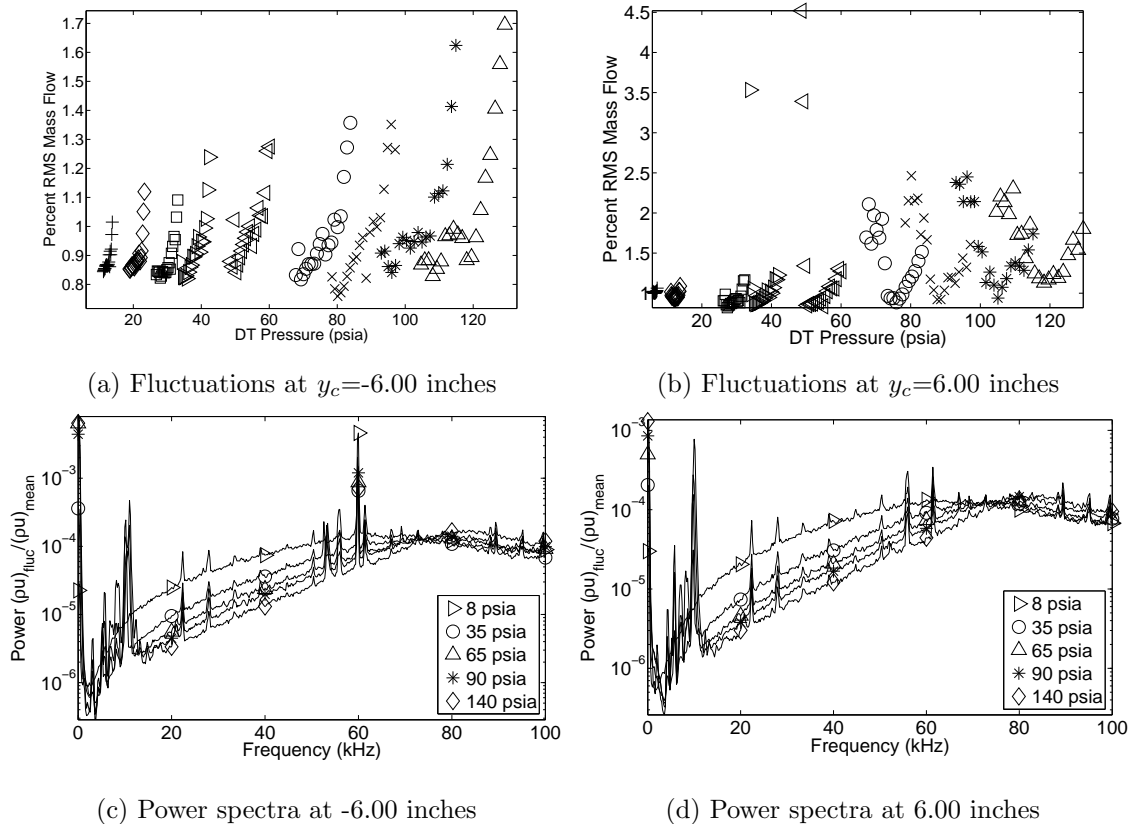 1.7
1.6
1.5
1.4
1.3
1.2
1.1
1
0.9
0.8
Percent RMS Mass Flow
20 40 60 80 100 120
DT Pressure (psia)
(a) Fluctuations at y_c=-6.00 inches
4.5
4
3.5
3
2.5
2
1.5
1
Percent RMS Mass Flow
20 40 60 80 100 120
DT Pressure (psia)
(b) Fluctuations at y_c=6.00 inches
10^-3
10^-4
10^-5
10^-6
Power (ρu)_fluc/(ρu)_mean
0 20 40 60 80 100
Frequency (kHz)
8 psia
35 psia
65 psia
90 psia
140 psia
(c) Power spectra at -6.00 inches
10^-3
10^-4
10^-5
10^-6
Power (ρu)_fluc/(ρu)_mean
0 20 40 60 80 100
Frequency (kHz)
8 psia
35 psia
65 psia
90 psia
140 psia
(d) Power spectra at 6.00 inches